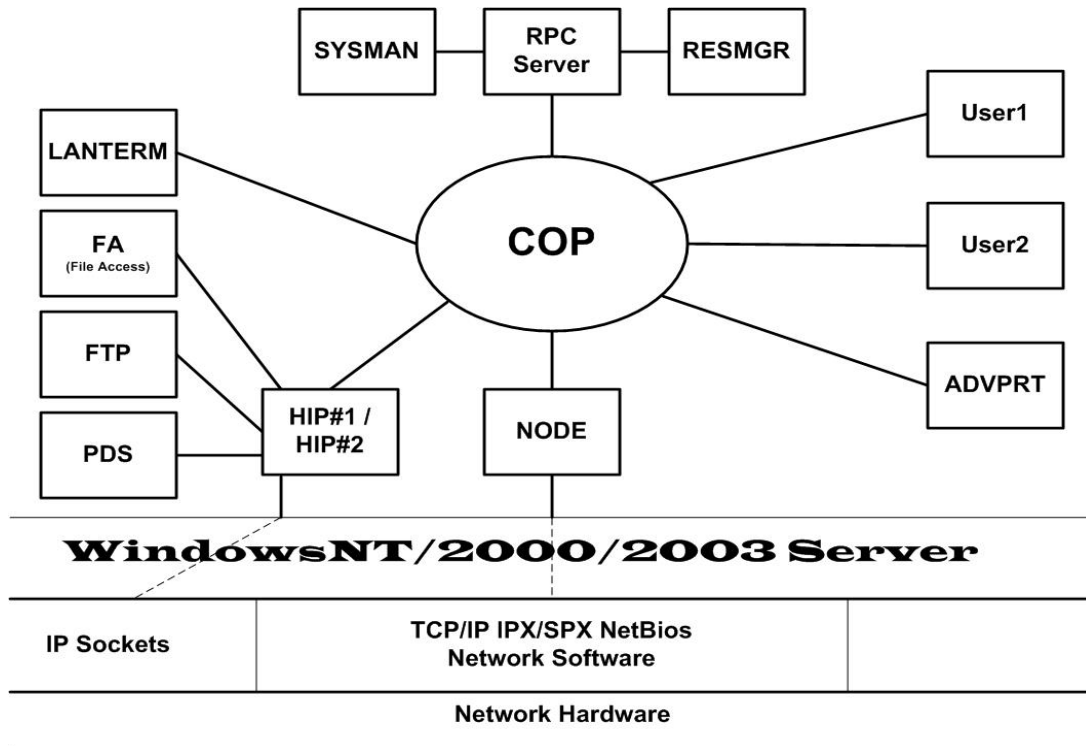 SYSMAN
RPC
Server
RESMGR
User1
LANTERM
COP
FA
(File Access)
User2
FTP
ADVPRT
HIP#1 /
HIP#2
NODE
PDS
WindowsNT/2000/2003 Server
IP Sockets
TCP/IP IPX/SPX NetBios
Network Software
Network Hardware